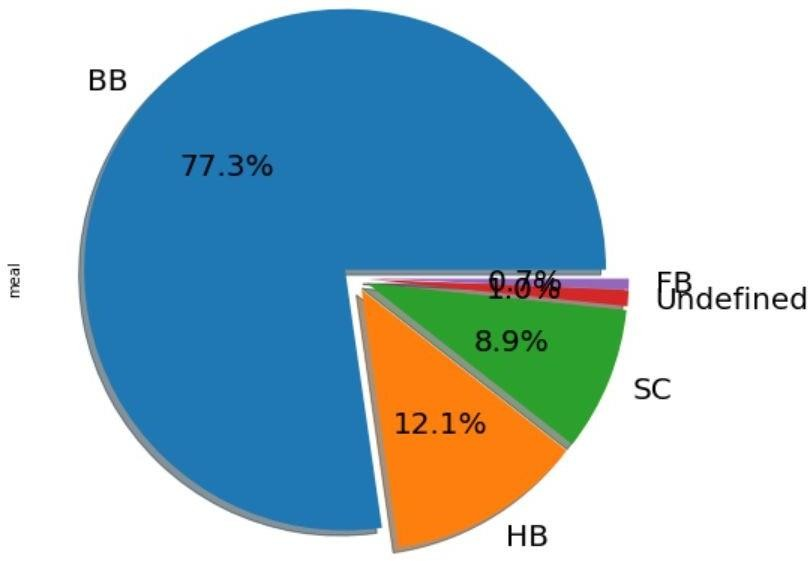 BB
77.3%
meal
0.7%
FB
1.0%
Undefined
8.9%
SC
12.1%
HB